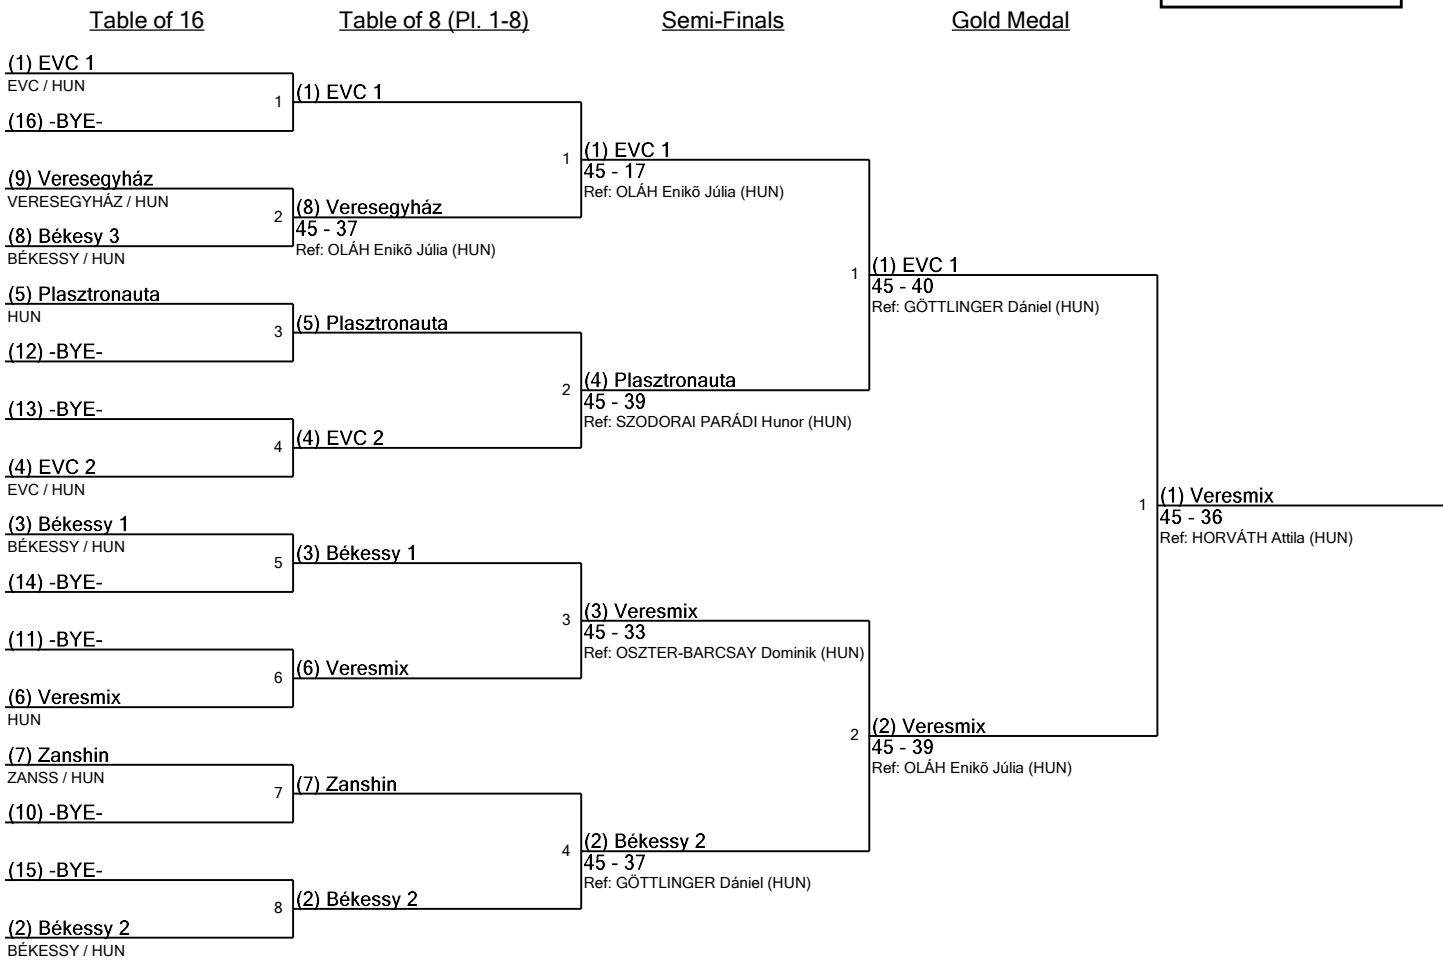 Table of 16
Table of 8 (Pl. 1-8)
Semi-Finals
Gold Medal
(1) EVC 1
EVC / HUN
(16) -BYE-
(9) Veresegyház
VERESEGYHÁZ / HUN
(8) Békesy 3
BÉKESSY / HUN
(5) Plasztronauta
HUN
(12) -BYE-
(13) -BYE-
(4) EVC 2
EVC / HUN
(3) Békessy 1
BÉKESSY / HUN
(14) -BYE-
(11) -BYE-
(6) Veresmix
HUN
(7) Zanshin
ZANSS / HUN
(10) -BYE-
(15) -BYE-
(2) Békessy 2
BÉKESSY / HUN
1
(1) EVC 1
2
(8) Veresegyház
45 - 37
Ref: OLÁH Enikõ Júlia (HUN)
3
(5) Plasztronauta
4
(4) EVC 2
5
(3) Békessy 1
6
(6) Veresmix
7
(7) Zanshin
8
(2) Békessy 2
1
(1) EVC 1
45 - 17
Ref: OLÁH Enikõ Júlia (HUN)
2
(4) Plasztronauta
45 - 39
Ref: SZODORAI PARÁDI Hunor (HUN)
3
(3) Veresmix
45 - 33
Ref: OSZTER-BARCSAY Dominik (HUN)
4
(2) Békessy 2
45 - 37
Ref: GÖTTLINGER Dániel (HUN)
1
(1) EVC 1
45 - 40
Ref: GÖTTLINGER Dániel (HUN)
2
(2) Veresmix
45 - 39
Ref: OLÁH Enikõ Júlia (HUN)
1
(1) Veresmix
45 - 36
Ref: HORVÁTH Attila (HUN)